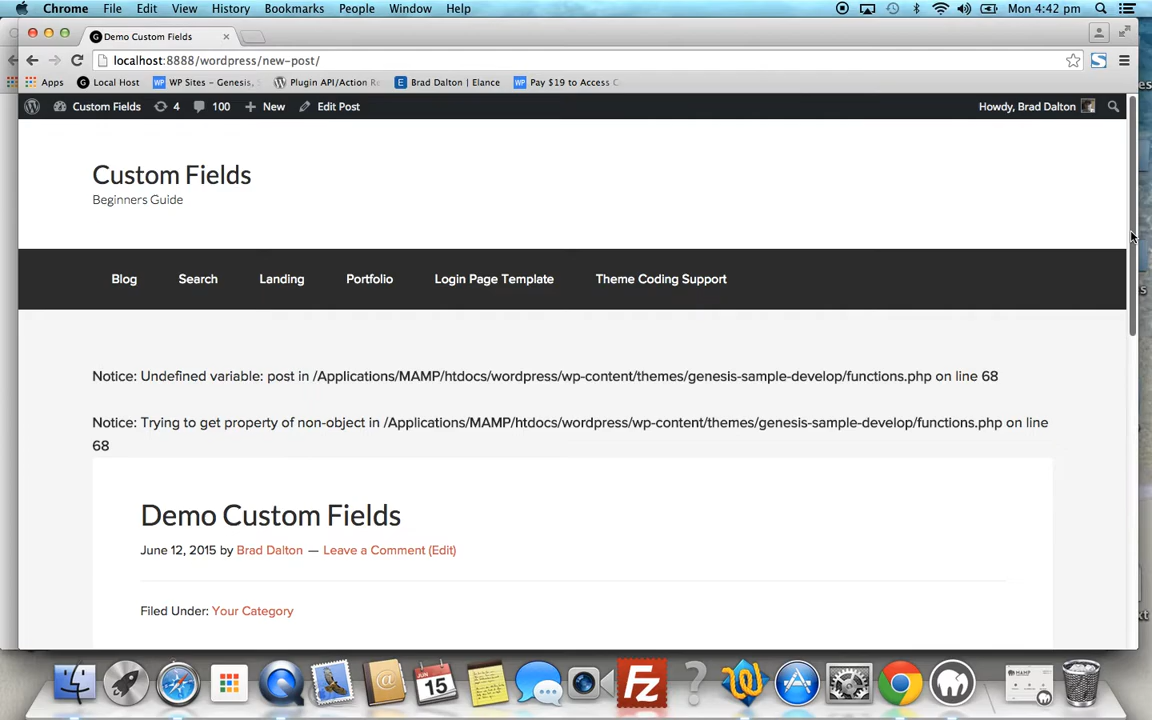 Chrome File Edit View History Bookmarks People Window Help Mon 4:42 pm
Demo Custom Fields
localhost:8888/wordpress/new-post/
Apps Local Host WP Sites – Genesis, Plugin API/Action Re Brad Dalton | Elance Pay $19 to Access C
Custom Fields 4 100 New Edit Post Howdy, Brad Dalton
Custom Fields
Beginners Guide
Blog Search Landing Portfolio Login Page Template Theme Coding Support
Notice: Undefined variable: post in /Applications/MAMP/htdocs/wordpress/wp-content/themes/genesis-sample-develop/functions.php on line 68
Notice: Trying to get property of non-object in /Applications/MAMP/htdocs/wordpress/wp-content/themes/genesis-sample-develop/functions.php on line
68
Demo Custom Fields
June 12, 2015 by Brad Dalton — Leave a Comment (Edit)
Filed Under: Your Category
JUN
15